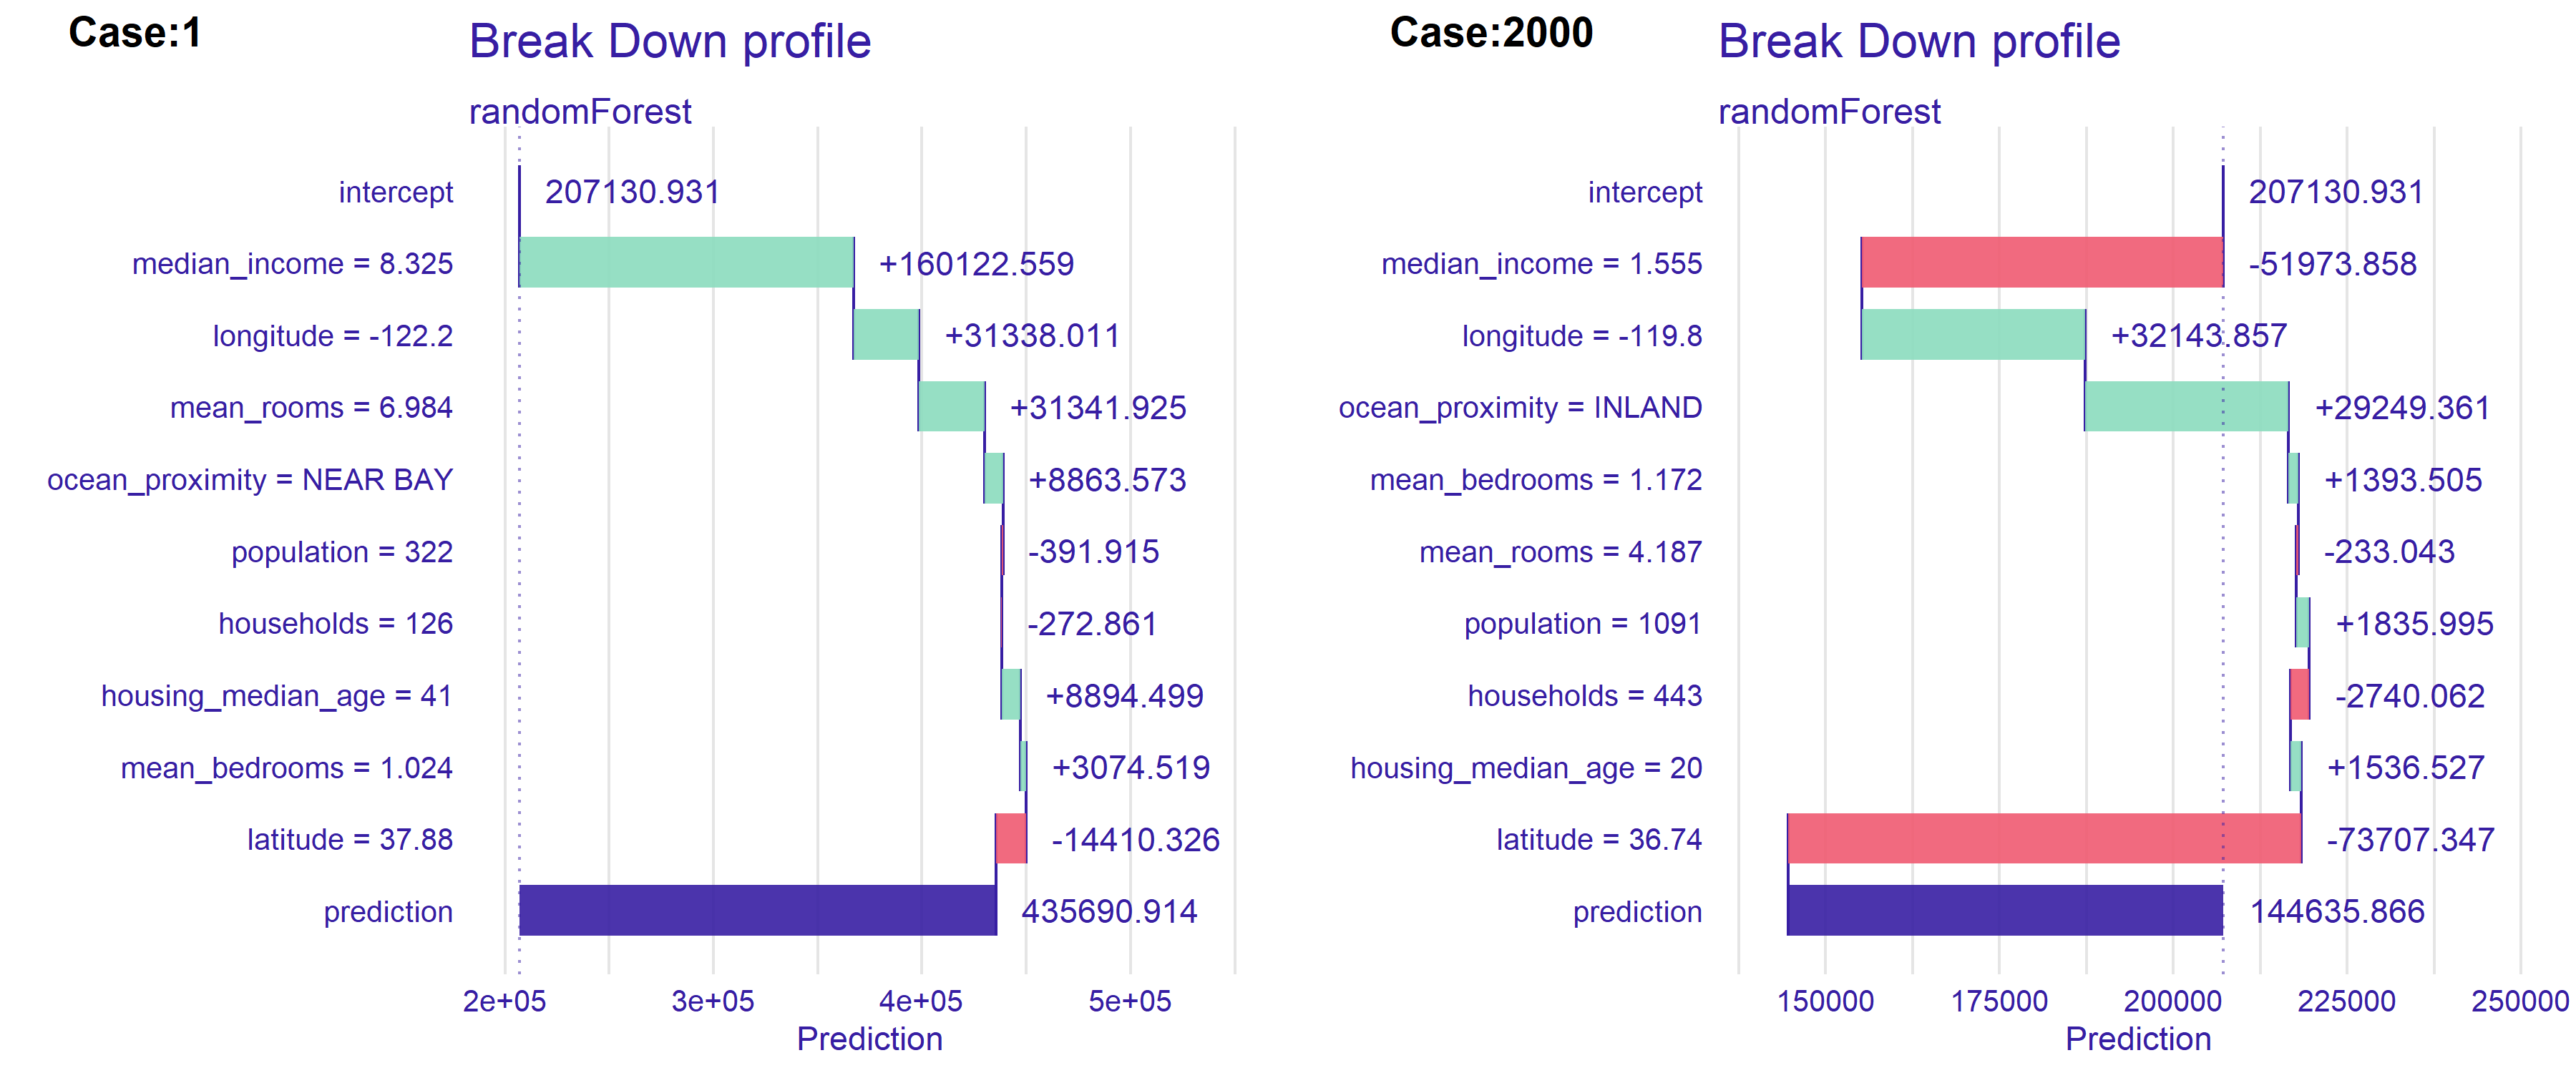 Case:1
Break Down profile
randomForest
intercept 207130.931
median_income = 8.325 +160122.559
longitude = -122.2 +31338.011
mean_rooms = 6.984 +31341.925
ocean_proximity = NEAR BAY +8863.573
population = 322 -391.915
households = 126 -272.861
housing_median_age = 41 +8894.499
mean_bedrooms = 1.024 +3074.519
latitude = 37.88 -14410.326
prediction 435690.914
2e+05 3e+05 4e+05 5e+05
Prediction
Case:2000
Break Down profile
randomForest
intercept 207130.931
median_income = 1.555 -51973.858
longitude = -119.8 +32143.857
ocean_proximity = INLAND +29249.361
mean_bedrooms = 1.172 +1393.505
mean_rooms = 4.187 -233.043
population = 1091 +1835.995
households = 443 -2740.062
housing_median_age = 20 +1536.527
latitude = 36.74 -73707.347
prediction 144635.866
150000 175000 200000 225000 250000
Prediction